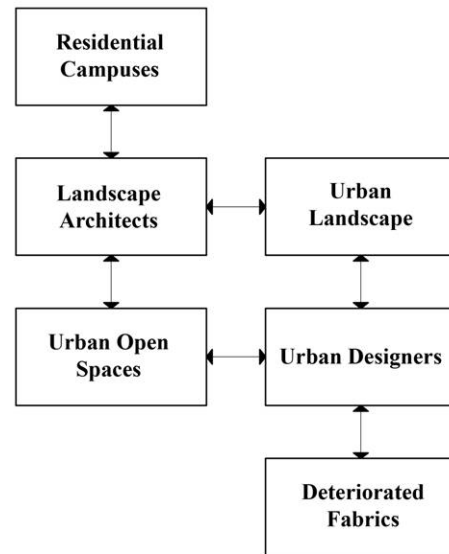 Residential
Campuses
Landscape
Architects
Urban
Landscape
Urban Open
Spaces
Urban Designers
Deteriorated
Fabrics